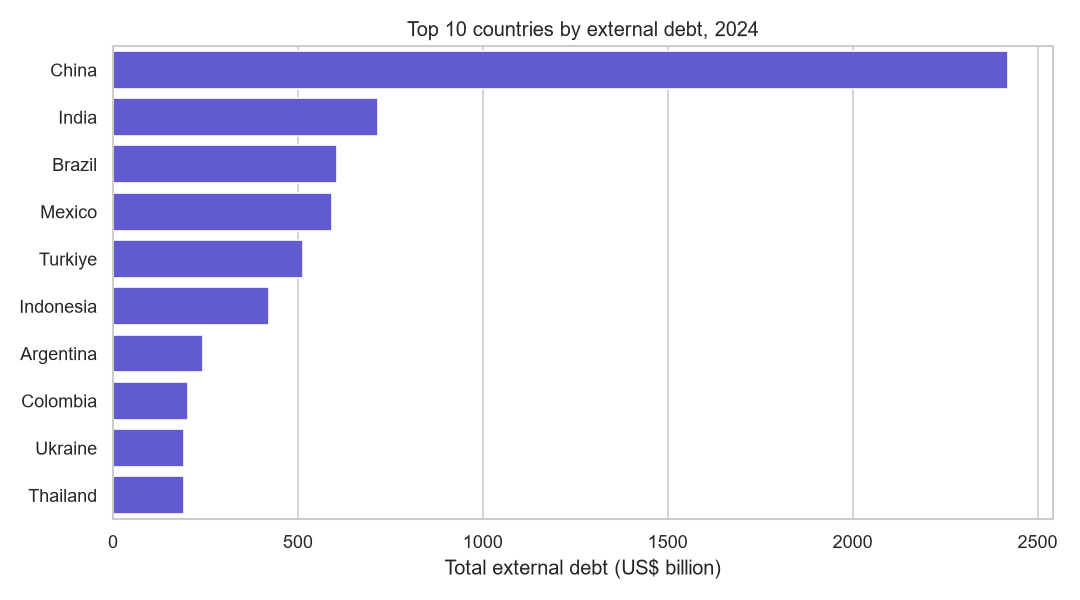 Top 10 countries by external debt, 2024
China
India
Brazil
Mexico
Turkiye
Indonesia
Argentina
Colombia
Ukraine
Thailand
0 500 1000 1500 2000 2500
Total external debt (US$ billion)